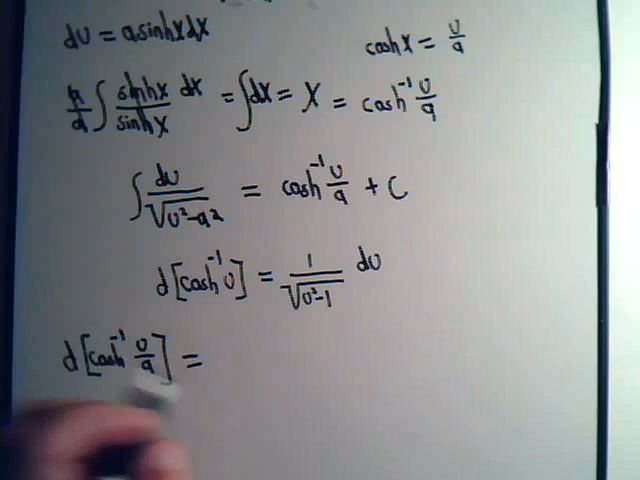 du = a sinh x dx
cosh x = u/a
a/a ∫ sinh x/sinh x dx = ∫dx = x = cosh⁻¹ u/a
∫ du/√(u²-a²) = cosh⁻¹ u/a + C
d[cosh⁻¹ u] = 1/√(u²-1) du
d[cosh⁻¹ u/a] =